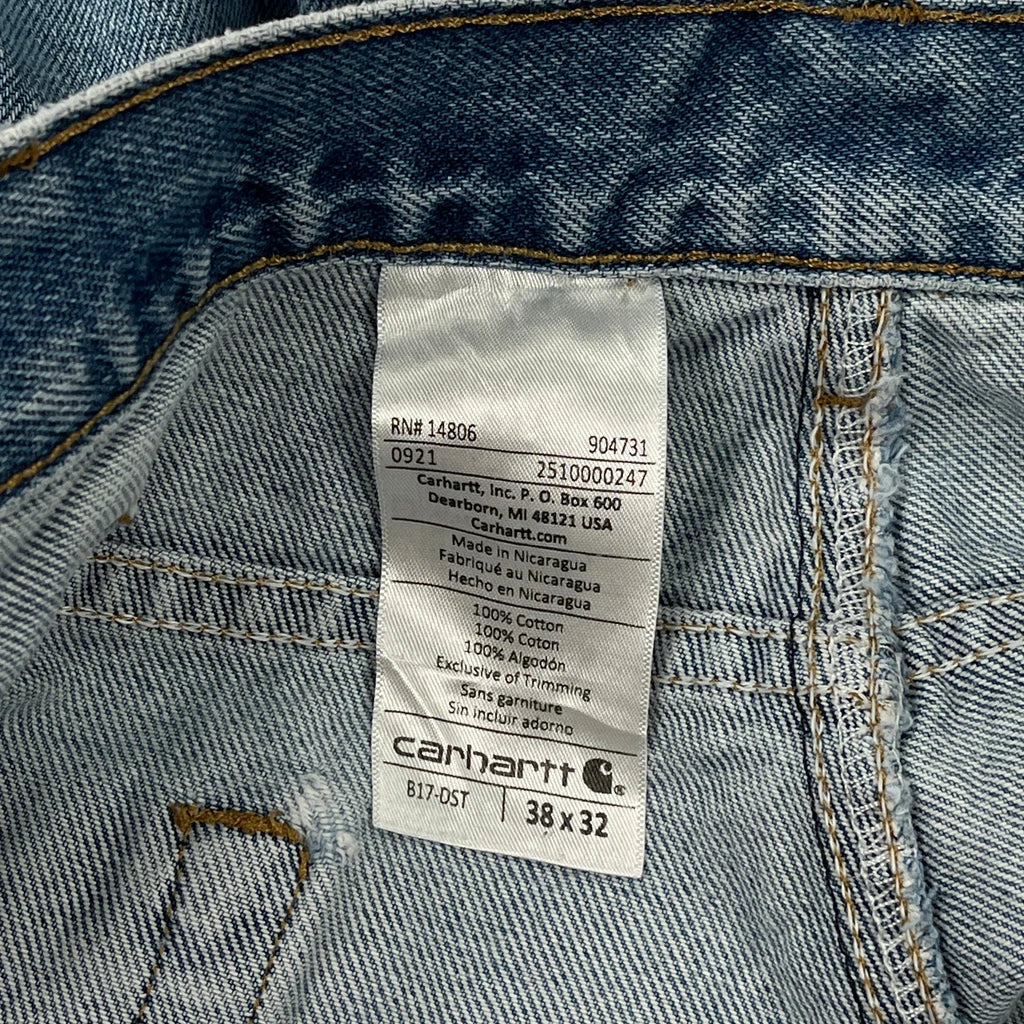 RN# 14806 904731
0921 2510000247
Carhartt, Inc. P. O. Box 600
Dearborn, MI 48121 USA
Carhartt.com
Made in Nicaragua
Fabriqué au Nicaragua
Hecho en Nicaragua
100% Cotton
100% Coton
100% Algodón
Exclusive of Trimming
Sans garniture
Sin incluir adorno
carhartt ®
B17-DST 38 x 32